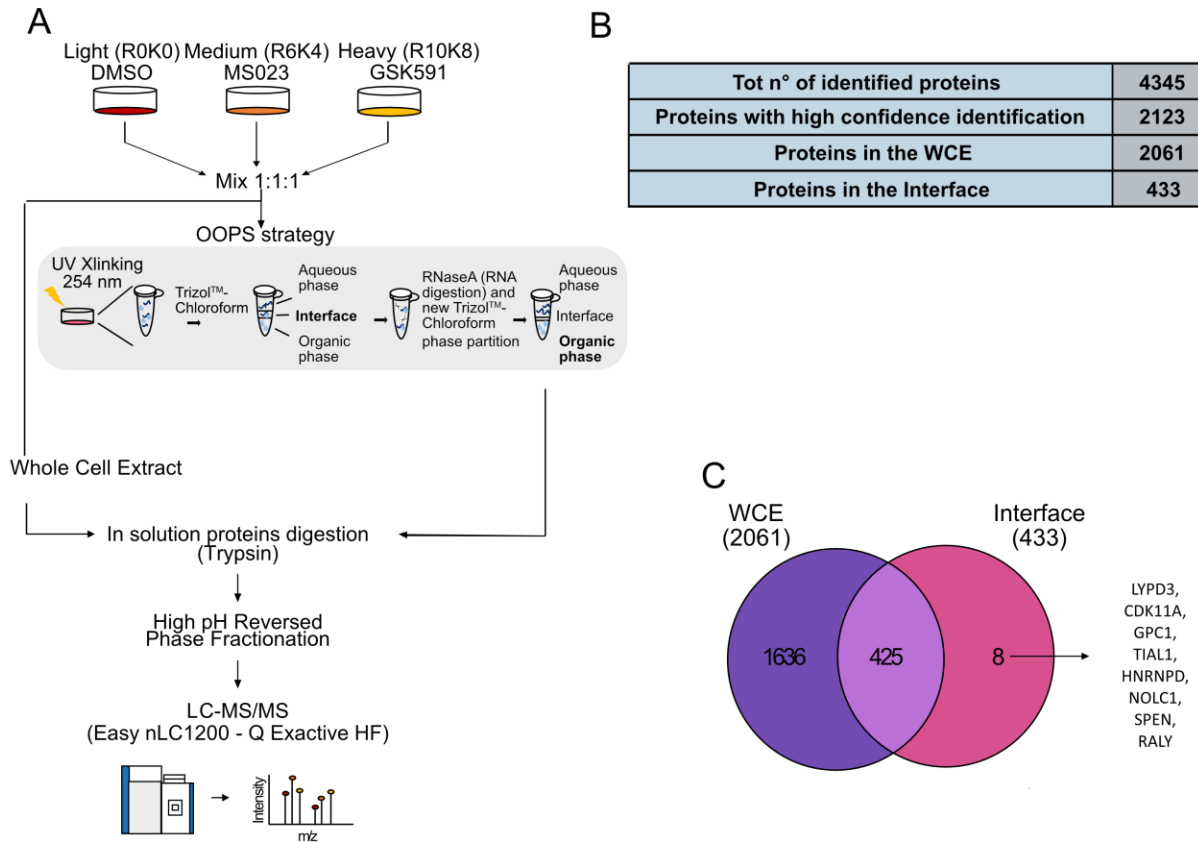 A
Light (R0K0) Medium (R6K4) Heavy (R10K8)
DMSO MS023 GSK591
Mix 1:1:1
OOPS strategy
UV Xlinking
254 nm
Trizol™-
Chloroform
Aqueous
phase
Interface
Organic
phase
RNaseA (RNA
digestion) and
new Trizol™-
Chloroform
phase partition
Aqueous
phase
Interface
Organic
phase
Whole Cell Extract
In solution proteins digestion
(Trypsin)
High pH Reversed
Phase Fractionation
LC-MS/MS
(Easy nLC1200 - Q Exactive HF)
Intensity
m/z
B
Tot n° of identified proteins 4345
Proteins with high confidence identification 2123
Proteins in the WCE 2061
Proteins in the Interface 433
C
WCE
(2061)
Interface
(433)
1636 425 8
LYPD3,
CDK11A,
GPC1,
TIAL1,
HNRNPD,
NOLC1,
SPEN,
RALY